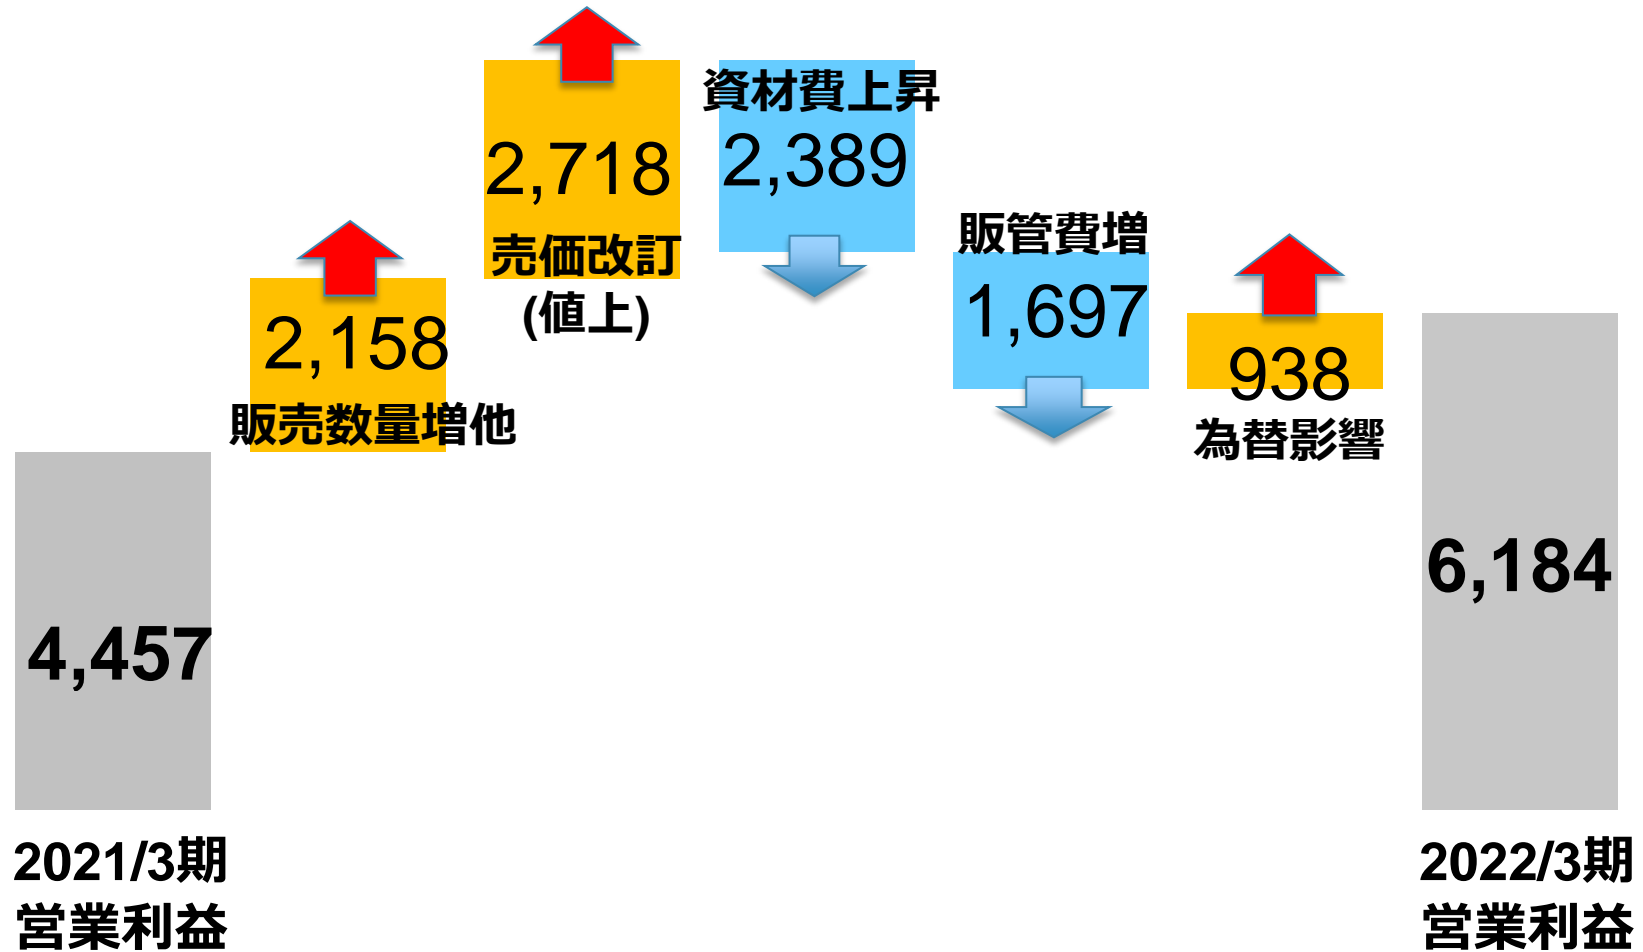 4,457
2021/3期
営業利益
2,158
販売数量増他
2,718
売価改訂
(値上)
資材費上昇
2,389
販管費増
1,697
938
為替影響
6,184
2022/3期
営業利益